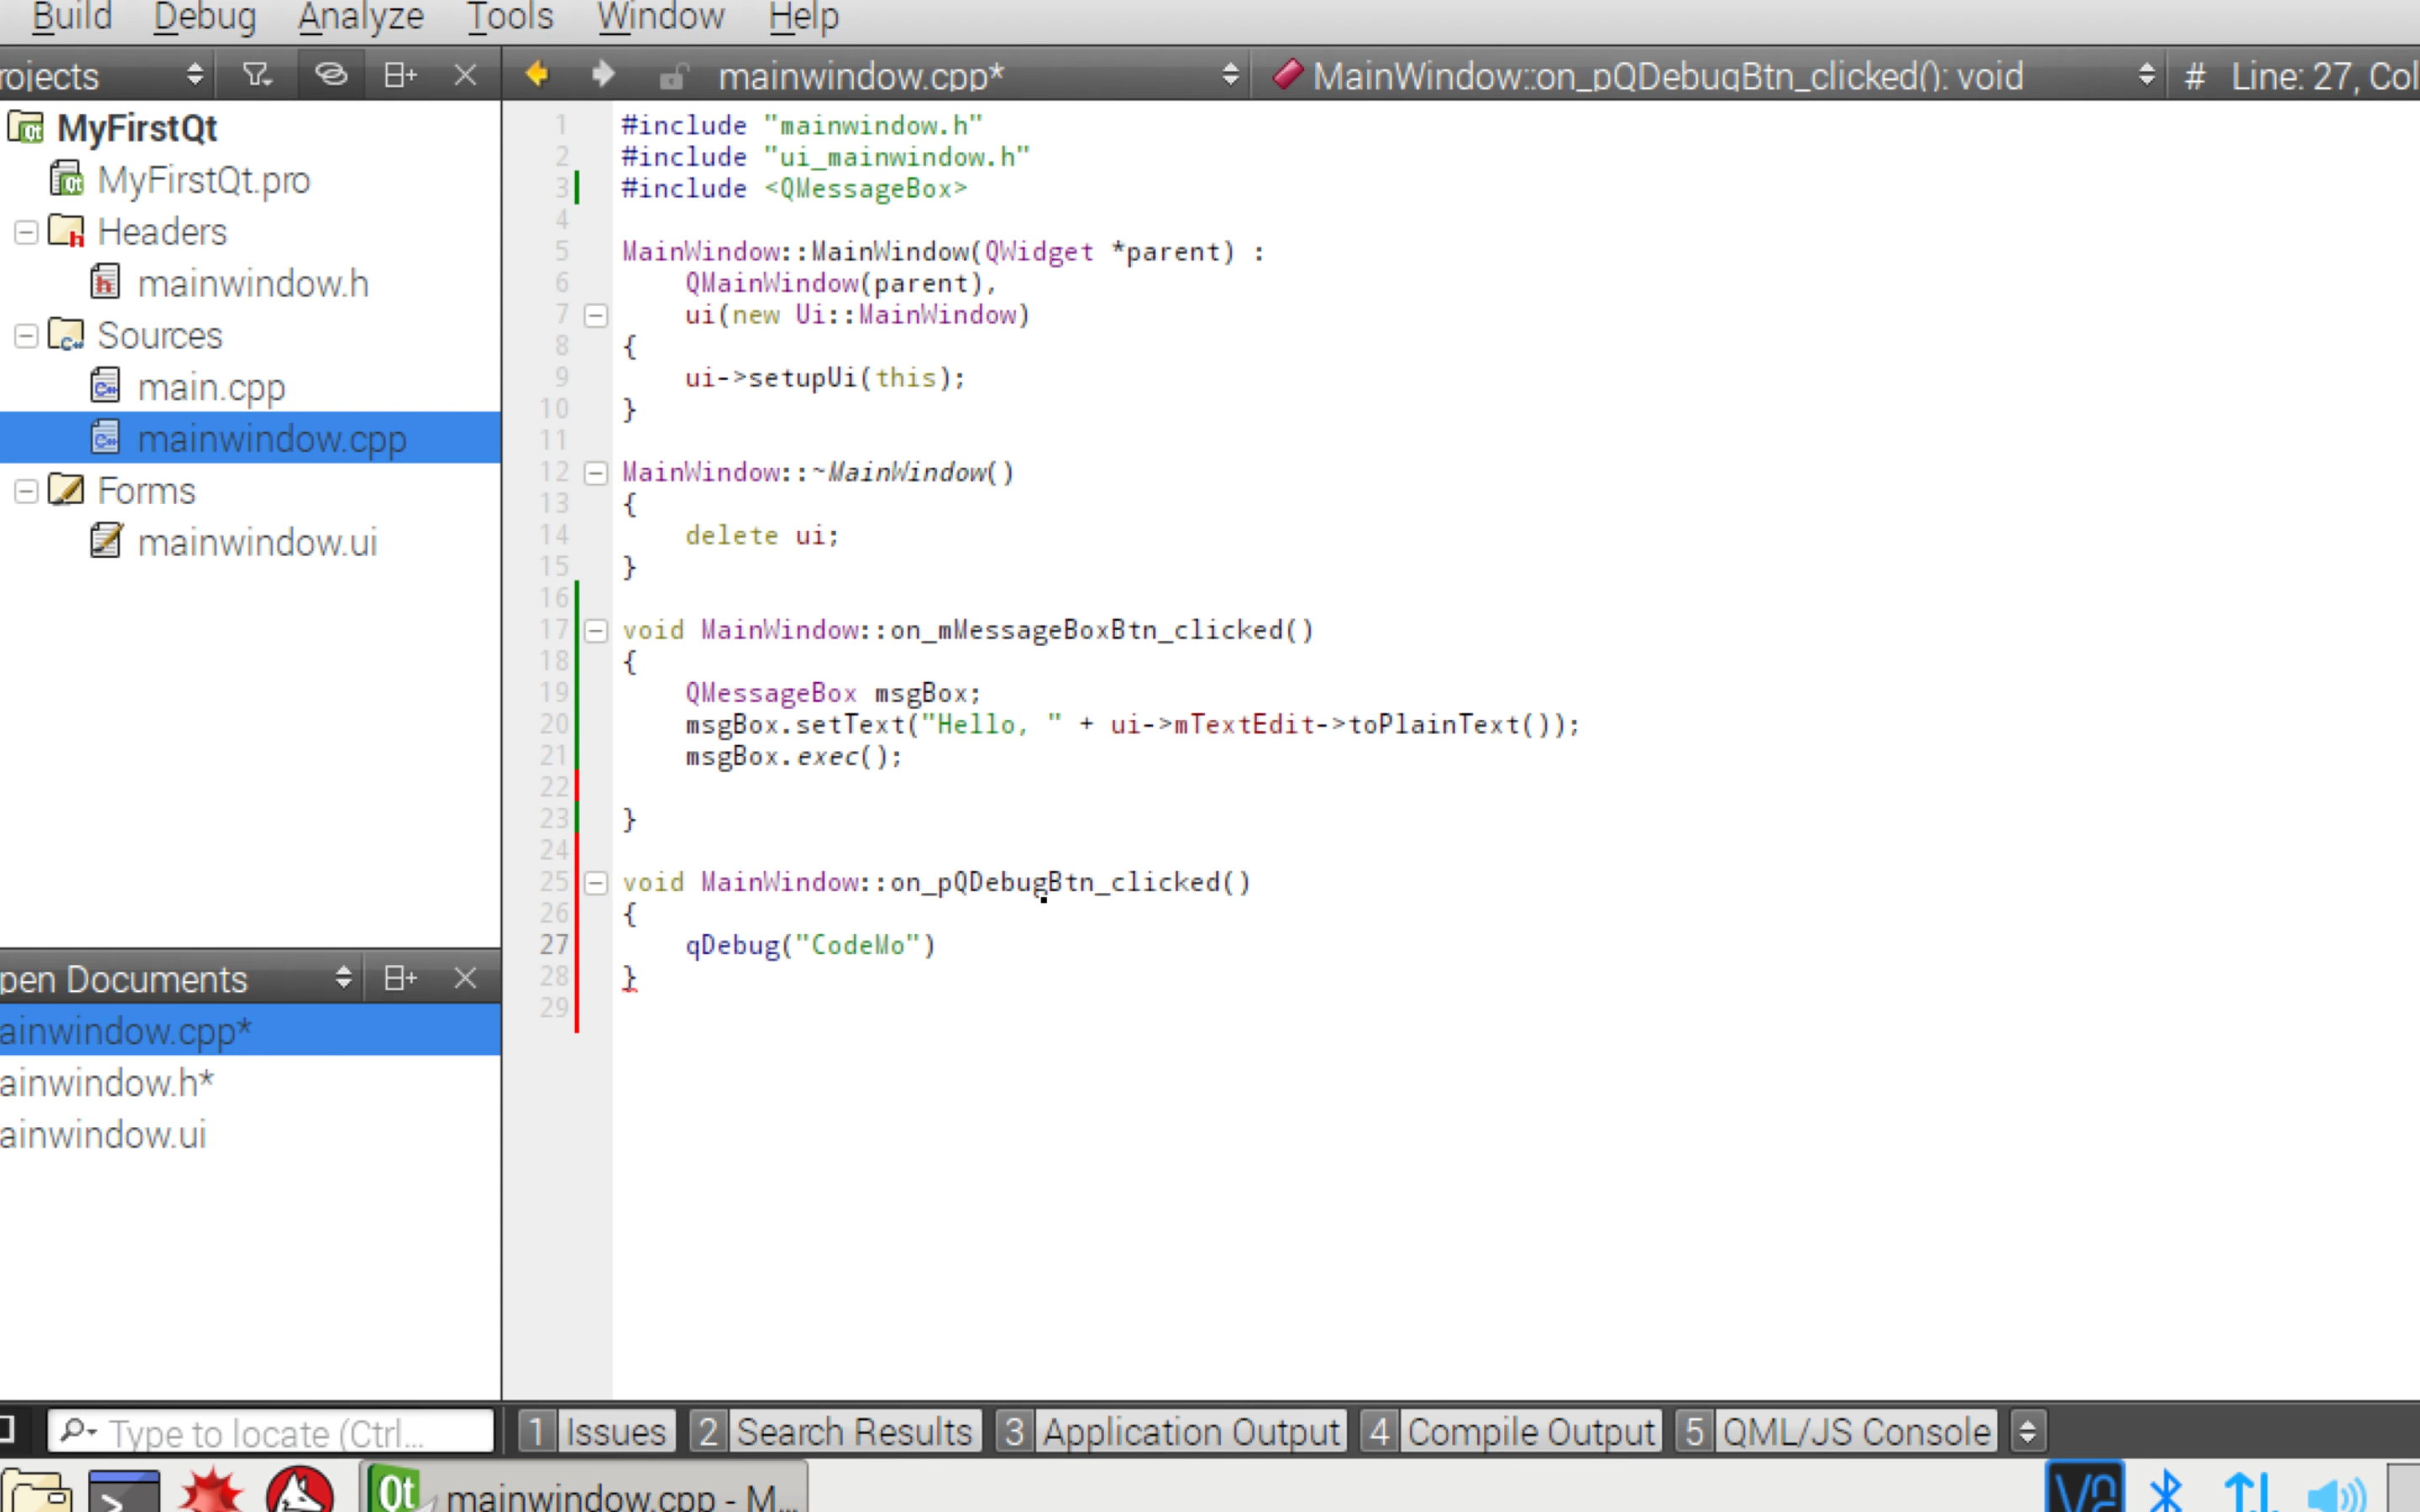 Build Debug Analyze Tools Window Help
rojects mainwindow.cpp* MainWindow::on_pQDebugBtn_clicked(): void # Line: 27, Col
MyFirstQt
MyFirstQt.pro
Headers
mainwindow.h
Sources
main.cpp
mainwindow.cpp
Forms
mainwindow.ui
pen Documents
ainwindow.cpp*
ainwindow.h*
ainwindow.ui
1 #include "mainwindow.h"
2 #include "ui_mainwindow.h"
3 #include <QMessageBox>
4
5 MainWindow::MainWindow(QWidget *parent) :
6 QMainWindow(parent),
7 ui(new Ui::MainWindow)
8 {
9 ui->setupUi(this);
10 }
11
12 MainWindow::~MainWindow()
13 {
14 delete ui;
15 }
16
17 void MainWindow::on_mMessageBoxBtn_clicked()
18 {
19 QMessageBox msgBox;
20 msgBox.setText("Hello, " + ui->mTextEdit->toPlainText());
21 msgBox.exec();
22
23 }
24
25 void MainWindow::on_pQDebugBtn_clicked()
26 {
27 qDebug("CodeMo")
28 }
29
Type to locate (Ctrl... 1 Issues 2 Search Results 3 Application Output 4 Compile Output 5 QML/JS Console
Qt mainwindow.cpp - M...